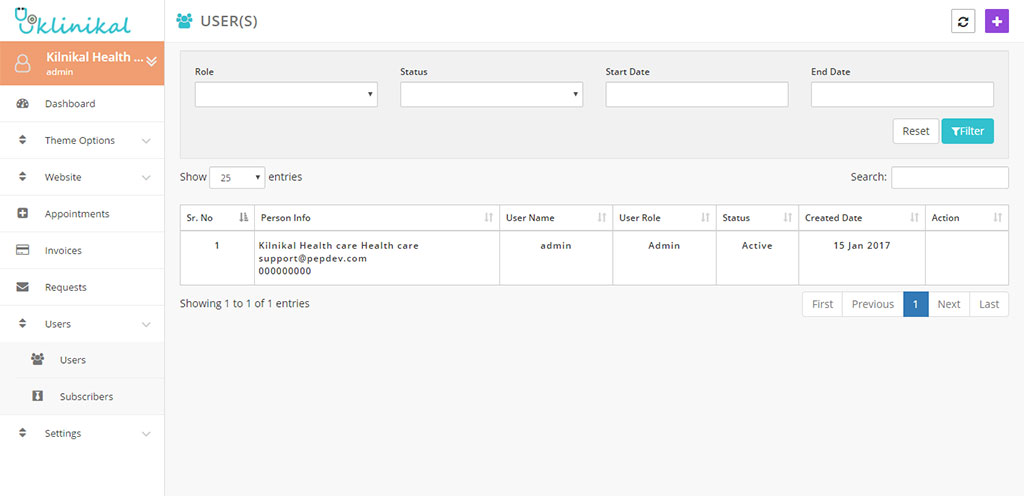 klinikal
Kilnikal Health ...
admin
Dashboard
Theme Options
Website
Appointments
Invoices
Requests
Users
Users
Subscribers
Settings
USER(S)
Role Status Start Date End Date
Reset Filter
Show 25 entries Search:
Sr. No Person Info User Name User Role Status Created Date Action
1 Kilnikal Health care Health care admin Admin Active 15 Jan 2017
support@pepdev.com
000000000
Showing 1 to 1 of 1 entries First Previous 1 Next Last